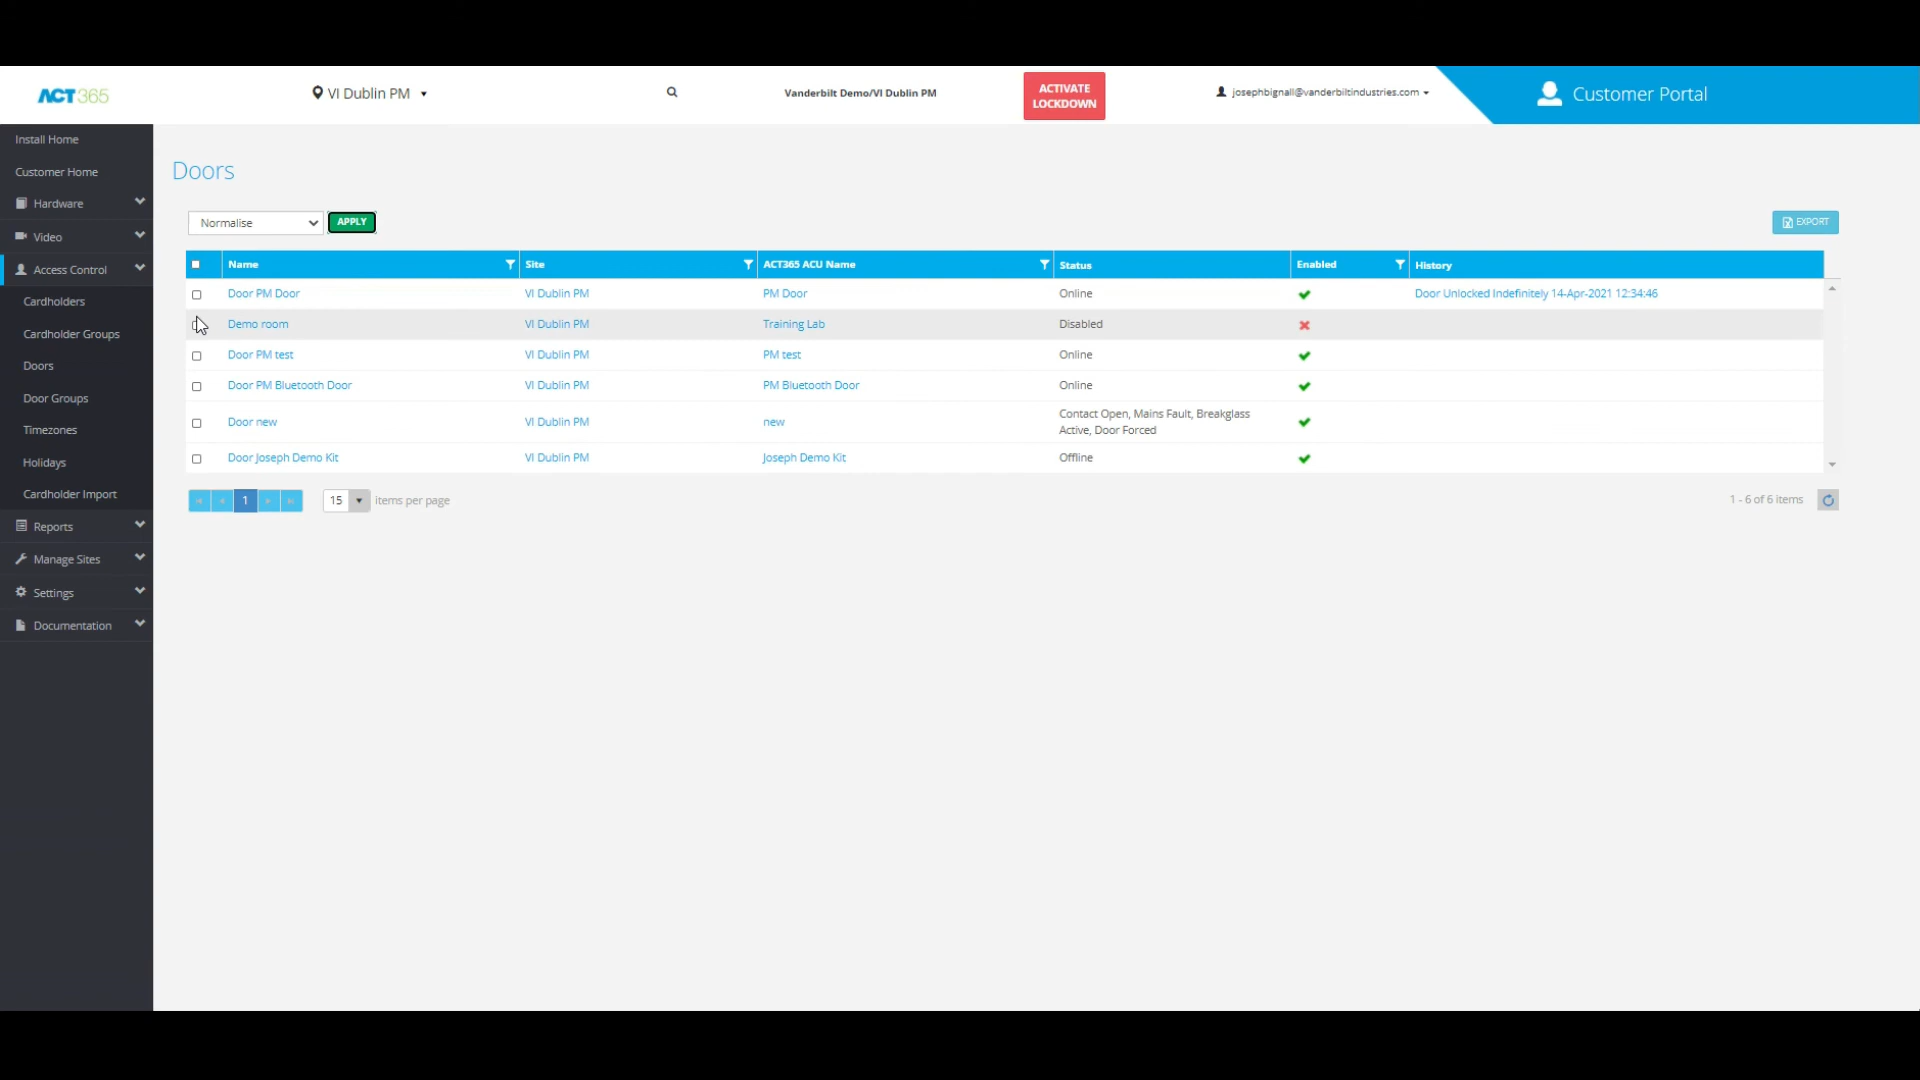 ACT365
VI Dublin PM
Vanderbilt Demo/VI Dublin PM
ACTIVATE
LOCKDOWN
josephbignall@vanderbiltindustries.com
Customer Portal
Install Home
Customer Home
Hardware
Video
Access Control
Cardholders
Cardholder Groups
Doors
Door Groups
Timezones
Holidays
Cardholder Import
Reports
Manage Sites
Settings
Documentation
Doors
Normalise
APPLY
EXPORT
Name Site ACT365 ACU Name Status Enabled History
Door PM Door VI Dublin PM PM Door Online Door Unlocked Indefinitely 14-Apr-2021 12:34:46
Demo room VI Dublin PM Training Lab Disabled
Door PM test VI Dublin PM PM test Online
Door PM Bluetooth Door VI Dublin PM PM Bluetooth Door Online
Door new VI Dublin PM new Contact Open, Mains Fault, Breakglass
Active, Door Forced
Door Joseph Demo Kit VI Dublin PM Joseph Demo Kit Offline
1 15 items per page 1 - 6 of 6 items